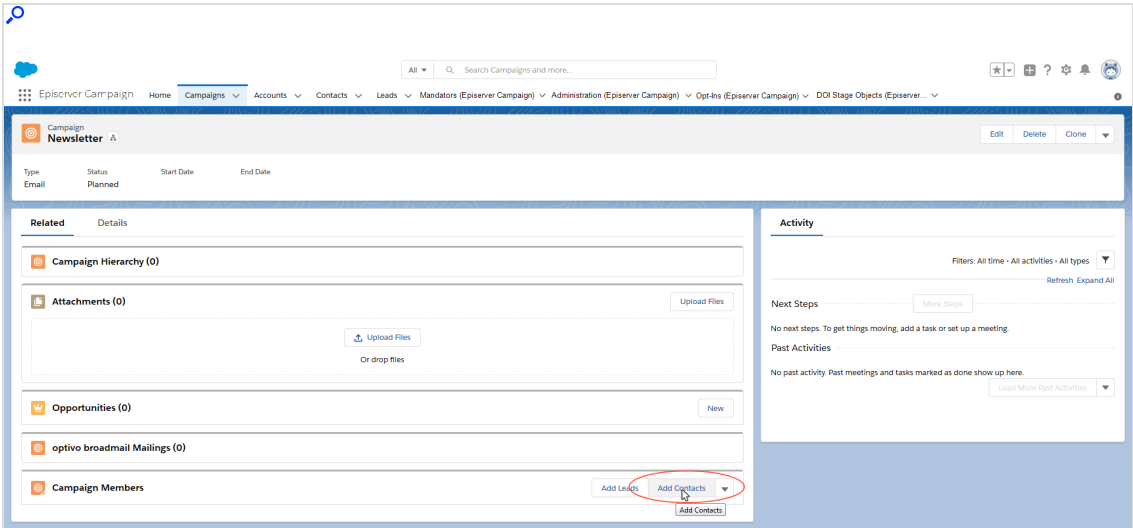 All
Search Campaigns and more...
Episerver Campaign Home Campaigns Accounts Contacts Leads Mandators (Episerver Campaign) Administration (Episerver Campaign) Opt-Ins (Episerver Campaign) DOI Stage Objects (Episerver...
Campaign
Newsletter
Edit Delete Clone
Type Status Start Date End Date
Email Planned
Related Details
Campaign Hierarchy (0)
Attachments (0) Upload Files
Upload Files
Or drop files
Opportunities (0) New
optivo broadmail Mailings (0)
Campaign Members Add Leads Add Contacts
Add Contacts
Activity
Filters: All time • All activities • All types
Refresh Expand All
Next Steps More Steps
No next steps. To get things moving, add a task or set up a meeting.
Past Activities
No past activity. Past meetings and tasks marked as done show up here.
Load More Past Activities